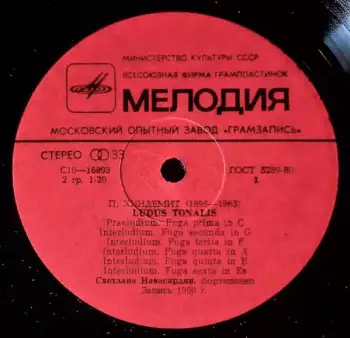 МИНИСТЕРСТВО КУЛЬТУРЫ СССР
ВСЕСОЮЗНАЯ ФИРМА ГРАМПЛАСТИНОК
МЕЛОДИЯ
МОСКОВСКИЙ ОПЫТНЫЙ ЗАВОД «ГРАМЗАПИСЬ»
СТЕРЕО 33
ГОСТ 5289-80
С10—16893
2 гр. 1-20
1
П. ХИНДЕМИТ (1895—1963)
LUDUS TONALIS
Praeludium. Fuga prima in C
Interludium. Fuga secunda in G
Interludium. Fuga tertia in F
Interludium. Fuga quarta in A
Interludium. Fuga quinta in E
Interludium. Fuga sexta in Es
Светлана Навасардян, фортепиано
Запись 1980 г.